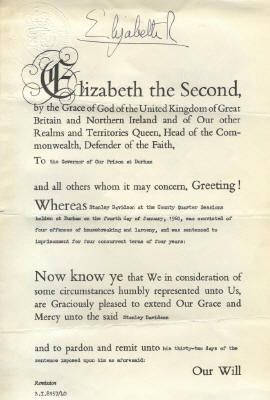 Elizabeth R
Elizabeth the Second,
by the Grace of God of the United Kingdom of Great
Britain and Northern Ireland and of Our other
Realms and Territories Queen, Head of the Com-
monwealth, Defender of the Faith,
To the Governor of Our Prison at Durham
and all others whom it may concern, Greeting!
Whereas Stanley Davidson at the County Quarter Sessions
holden at Durham on the fourth day of January, 1960, was convicted of
four offences of housebreaking and larceny, and was sentenced to
imprisonment for four concurrent terms of four years:
Now know ye that We in consideration of
some circumstances humbly represented unto Us,
are Graciously pleased to extend Our Grace and
Mercy unto the said Stanley Davidson
and to pardon and remit unto him thirty-two days of the
sentence imposed upon him as aforesaid:
Our Will
Remission